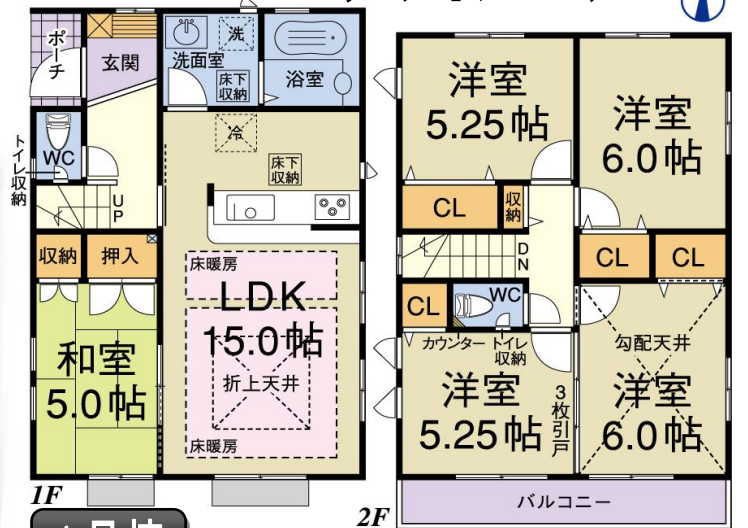 ポーチ
玄関
洗面室
洗
床下
収納
浴室
トイレ収納
WC
UP
冷
床下
収納
収納
押入
床暖房
LDK
15.0帖
折上天井
床暖房
和室
5.0帖
1F
洋室
5.25帖
洋室
6.0帖
CL
収納
DN
CL
CL
CL
WC
カウンター
トイレ
収納
勾配天井
洋室
5.25帖
3枚引戸
洋室
6.0帖
バルコニー
2F